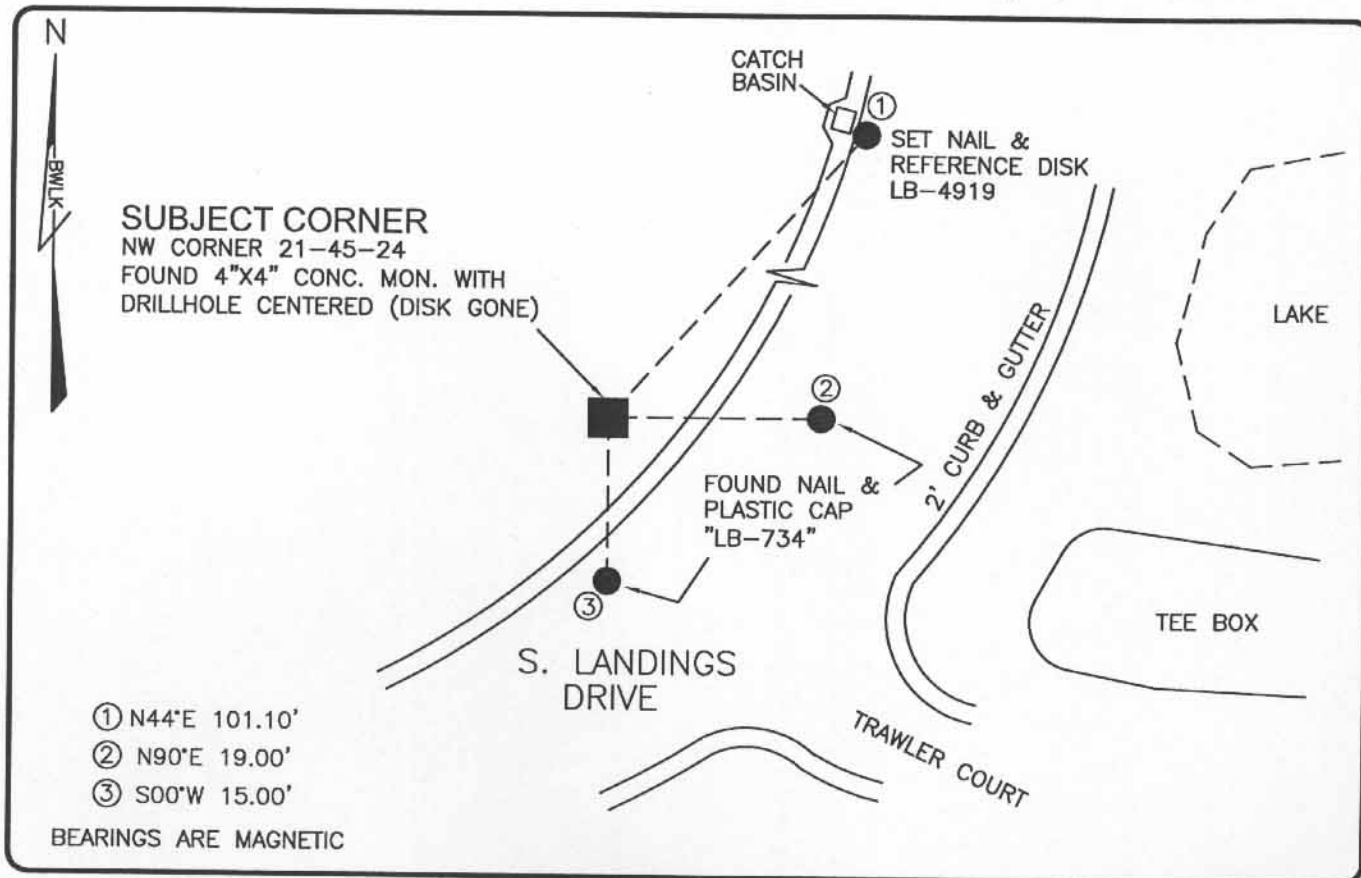 N
BWLK
CATCH
BASIN
①
SET NAIL &
REFERENCE DISK
LB-4919
SUBJECT CORNER
NW CORNER 21-45-24
FOUND 4"X4" CONC. MON. WITH
DRILLHOLE CENTERED (DISK GONE)
LAKE
②
2' CURB & GUTTER
FOUND NAIL &
PLASTIC CAP
"LB-734"
③
TEE BOX
S. LANDINGS
DRIVE
TRAWLER COURT
① N44°E 101.10'
② N90°E 19.00'
③ S00°W 15.00'
BEARINGS ARE MAGNETIC